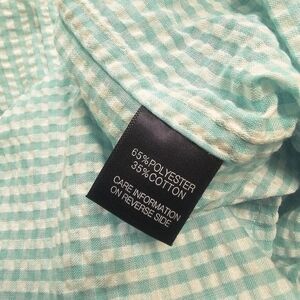 65%POLYESTER
35%COTTON
CARE INFORMATION
ON REVERSE SIDE